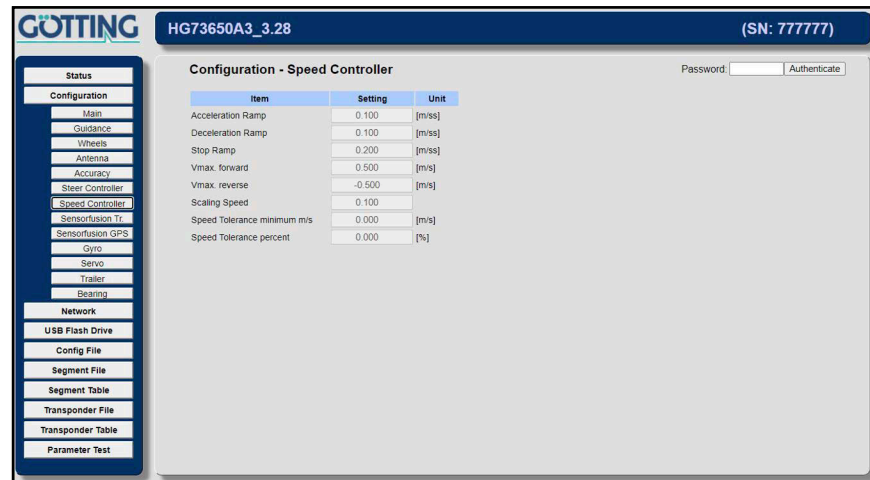 GÖTTING
HG73650A3_3.28 (SN: 777777)
Status
Configuration
Main
Guidance
Wheels
Antenna
Accuracy
Steer Controller
Speed Controller
Sensorfusion Tr.
Sensorfusion GPS
Gyro
Servo
Trailer
Bearing
Network
USB Flash Drive
Config File
Segment File
Segment Table
Transponder File
Transponder Table
Parameter Test
Configuration - Speed Controller
Password: Authenticate
Item Setting Unit
Acceleration Ramp 0.100 [m/ss]
Deceleration Ramp 0.100 [m/ss]
Stop Ramp 0.200 [m/ss]
Vmax. forward 0.500 [m/s]
Vmax. reverse -0.500 [m/s]
Scaling Speed 0.100
Speed Tolerance minimum m/s 0.000 [m/s]
Speed Tolerance percent 0.000 [%]